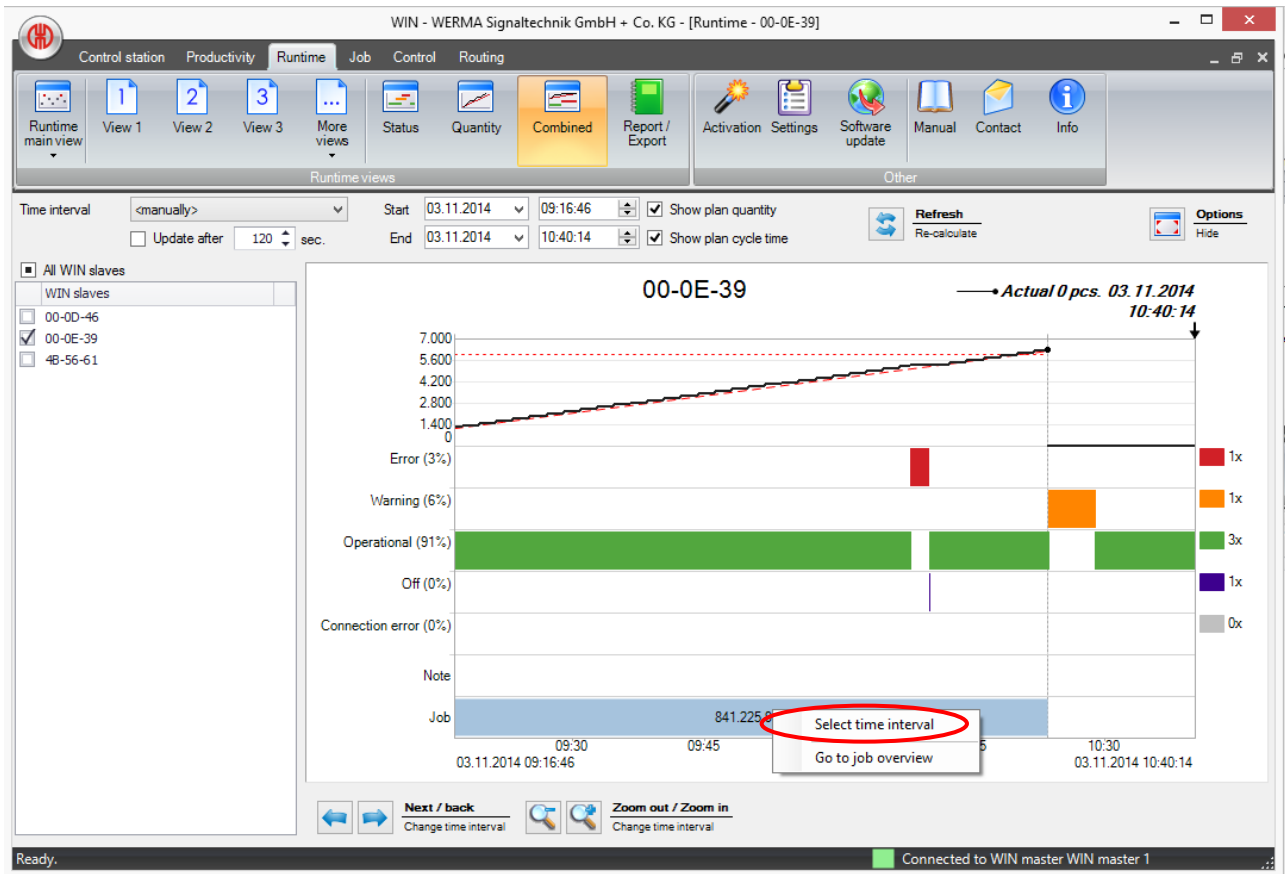 WIN - WERMA Signaltechnik GmbH + Co. KG - [Runtime - 00-0E-39]
Control station Productivity Runtime Job Control Routing
Runtime main view
View 1
View 2
View 3
More views
Status
Quantity
Combined
Report / Export
Activation
Settings
Software update
Manual
Contact
Info
Runtime views
Other
Time interval <manually> Start 03.11.2014 09:16:46 Show plan quantity Refresh Options
Update after 120 sec. End 03.11.2014 10:40:14 Show plan cycle time Re-calculate Hide
All WIN slaves
WIN slaves
00-0D-46
00-0E-39
4B-56-61
00-0E-39
Actual 0 pcs. 03.11.2014
10:40:14
7.000
5.600
4.200
2.800
1.400
0
Error (3%) 1x
Warning (6%) 1x
Operational (91%) 3x
Off (0%) 1x
Connection error (0%) 0x
Note
Job 841.225.
Select time interval
Go to job overview
09:30 09:45 10:30
03.11.2014 09:16:46 03.11.2014 10:40:14
Next / back Zoom out / Zoom in
Change time interval Change time interval
Ready. Connected to WIN master WIN master 1